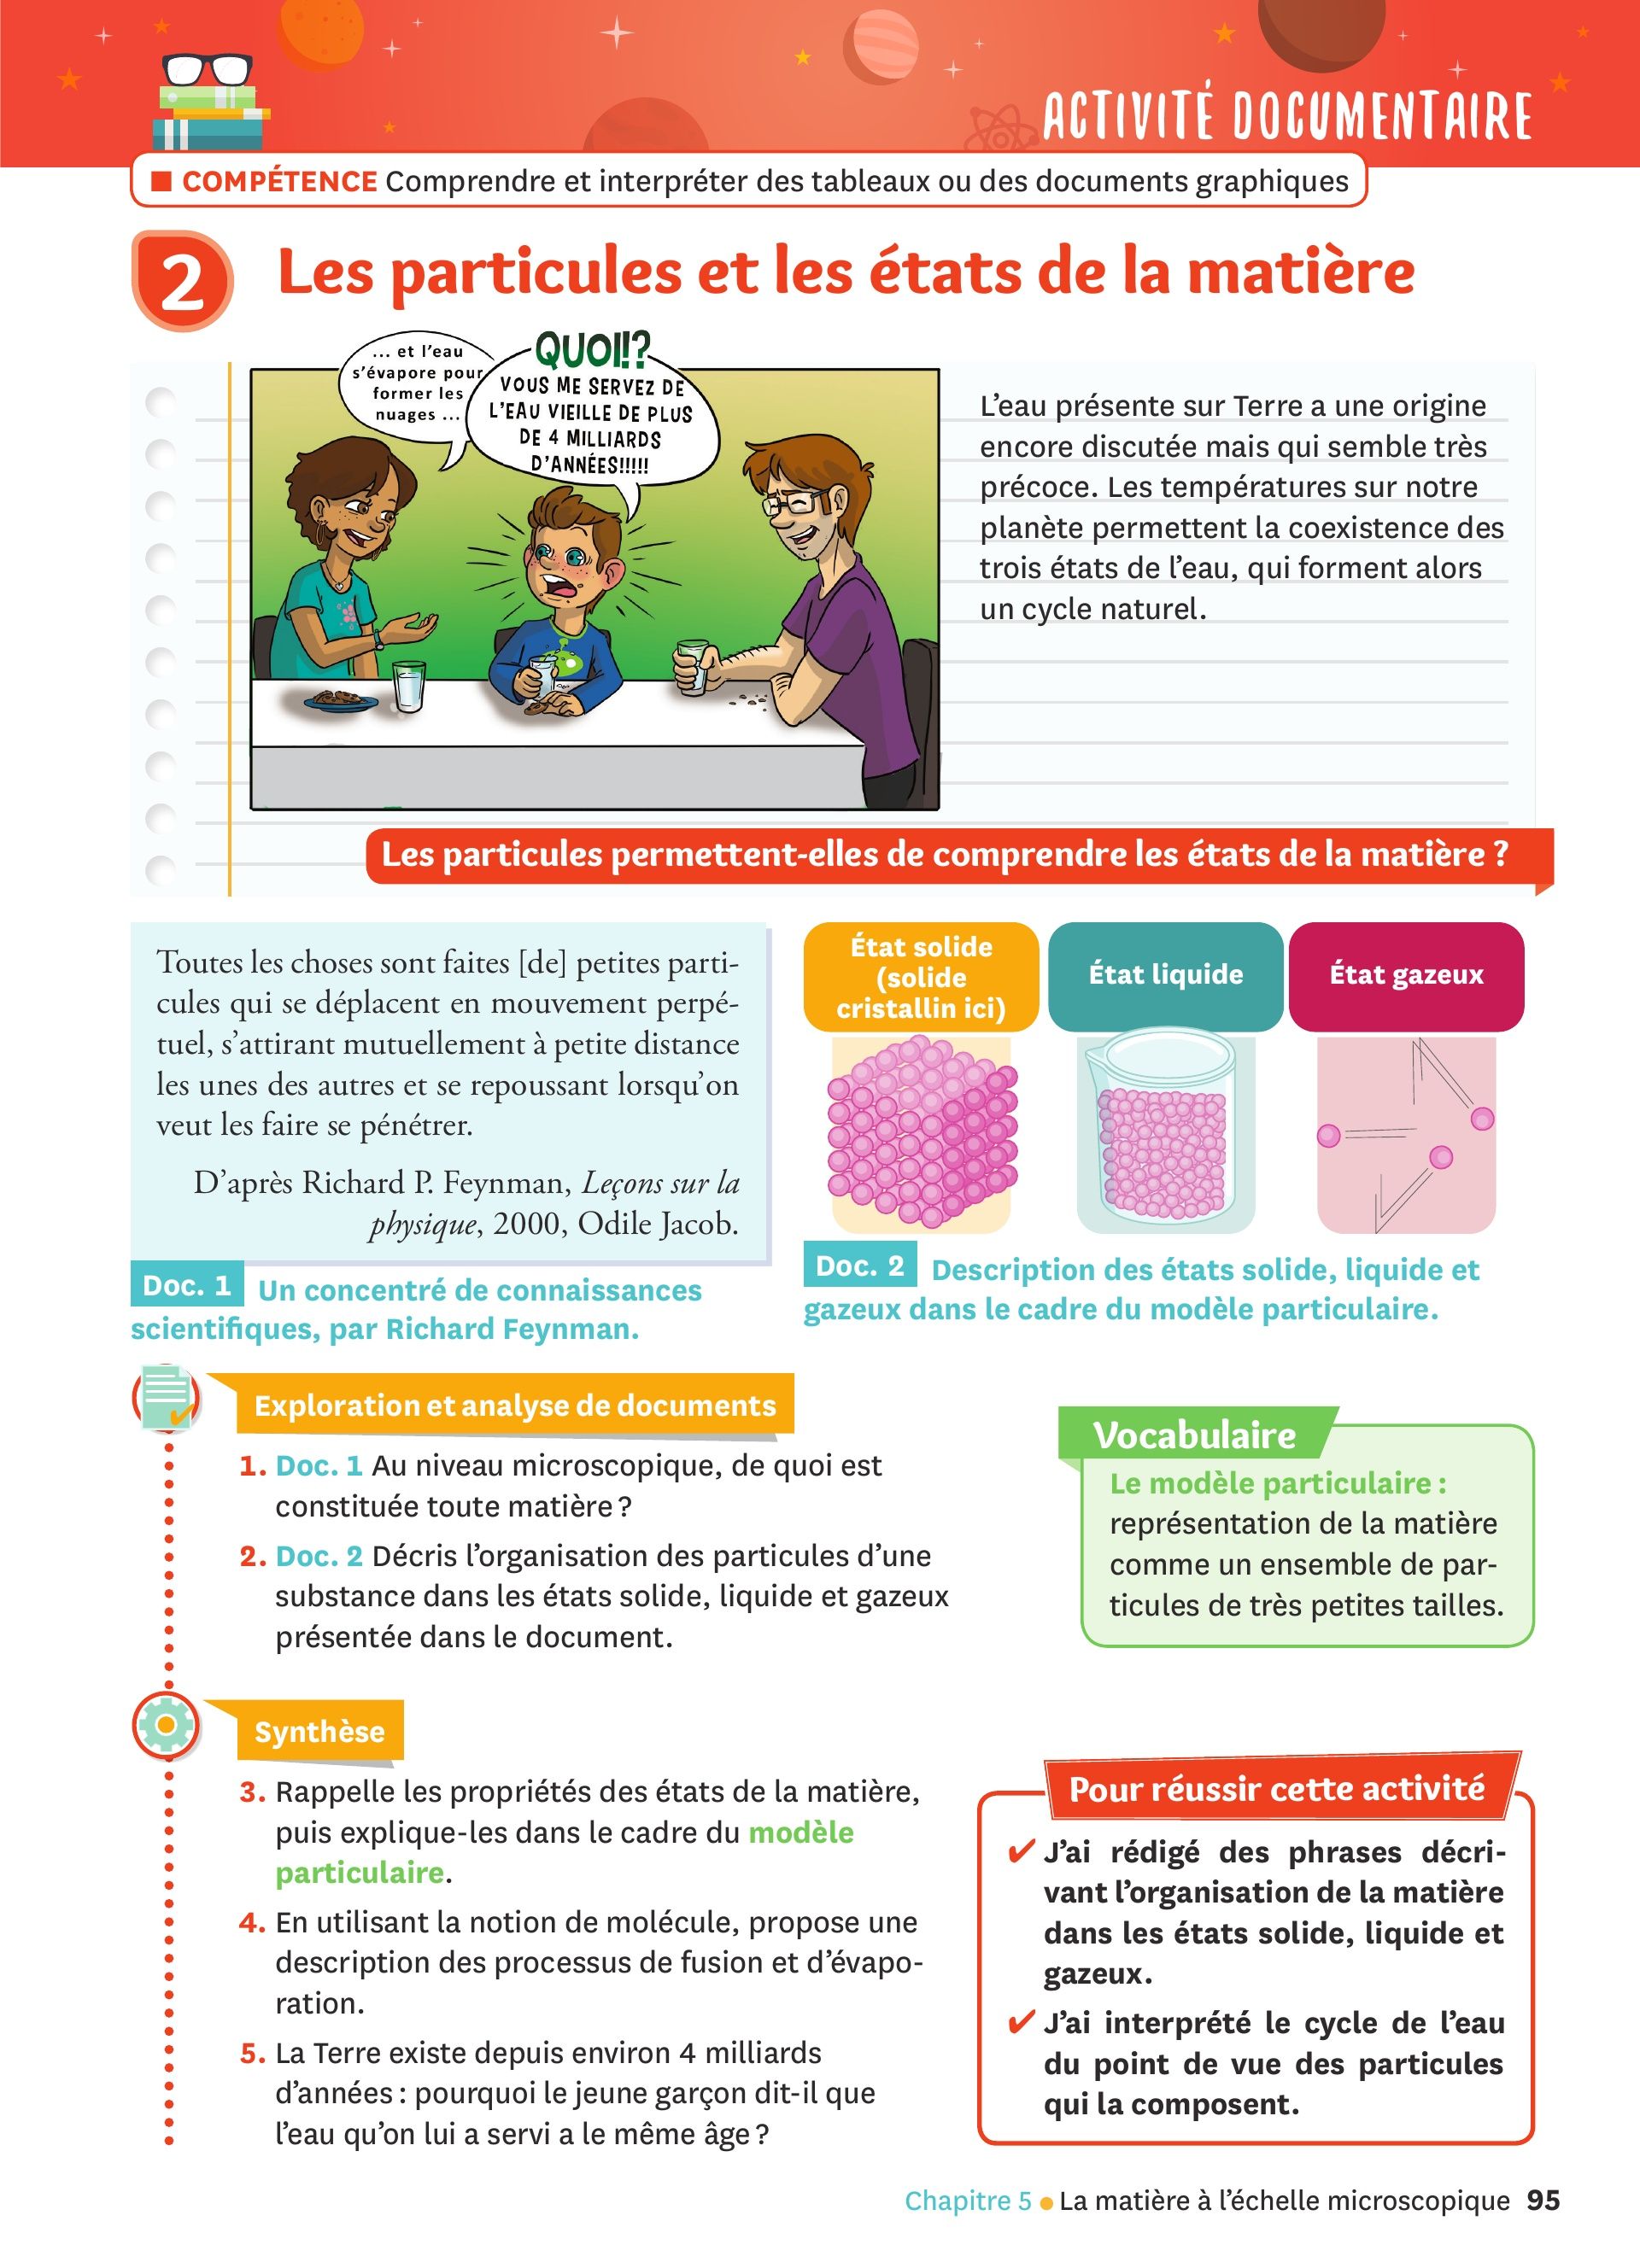 ACTIVITÉ DOCUMENTAIRE
COMPÉTENCE Comprendre et interpréter des tableaux ou des documents graphiques
2 Les particules et les états de la matière
... et l'eau
s'évapore pour
former les
nuages ...
QUOI!?
VOUS ME SERVEZ DE
L'EAU VIEILLE DE PLUS
DE 4 MILLIARDS
D'ANNÉES!!!!!
L'eau présente sur Terre a une origine
encore discutée mais qui semble très
précoce. Les températures sur notre
planète permettent la coexistence des
trois états de l'eau, qui forment alors
un cycle naturel.
Les particules permettent-elles de comprendre les états de la matière ?
Toutes les choses sont faites [de] petites parti-
cules qui se déplacent en mouvement perpé-
tuel, s'attirant mutuellement à petite distance
les unes des autres et se repoussant lorsqu'on
veut les faire se pénétrer.
D'après Richard P. Feynman, Leçons sur la
physique, 2000, Odile Jacob.
Doc. 1 Un concentré de connaissances
scientifiques, par Richard Feynman.
État solide
(solide
cristallin ici)
État liquide
État gazeux
Doc. 2 Description des états solide, liquide et
gazeux dans le cadre du modèle particulaire.
Exploration et analyse de documents
1. Doc. 1 Au niveau microscopique, de quoi est
constituée toute matière ?
2. Doc. 2 Décris l'organisation des particules d'une
substance dans les états solide, liquide et gazeux
présentée dans le document.
Vocabulaire
Le modèle particulaire :
représentation de la matière
comme un ensemble de par-
ticules de très petites tailles.
Synthèse
3. Rappelle les propriétés des états de la matière,
puis explique-les dans le cadre du modèle
particulaire.
4. En utilisant la notion de molécule, propose une
description des processus de fusion et d'évapo-
ration.
5. La Terre existe depuis environ 4 milliards
d'années : pourquoi le jeune garçon dit-il que
l'eau qu'on lui a servi a le même âge ?
Pour réussir cette activité
✔ J'ai rédigé des phrases décri-
vant l'organisation de la matière
dans les états solide, liquide et
gazeux.
✔ J'ai interprété le cycle de l'eau
du point de vue des particules
qui la composent.
Chapitre 5 • La matière à l'échelle microscopique 95